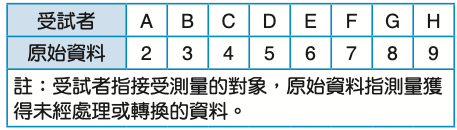 受試者 A B C D E F G H
原始資料 2 3 4 5 6 7 8 9
註：受試者指接受測量的對象，原始資料指測量獲
得未經處理或轉換的資料。